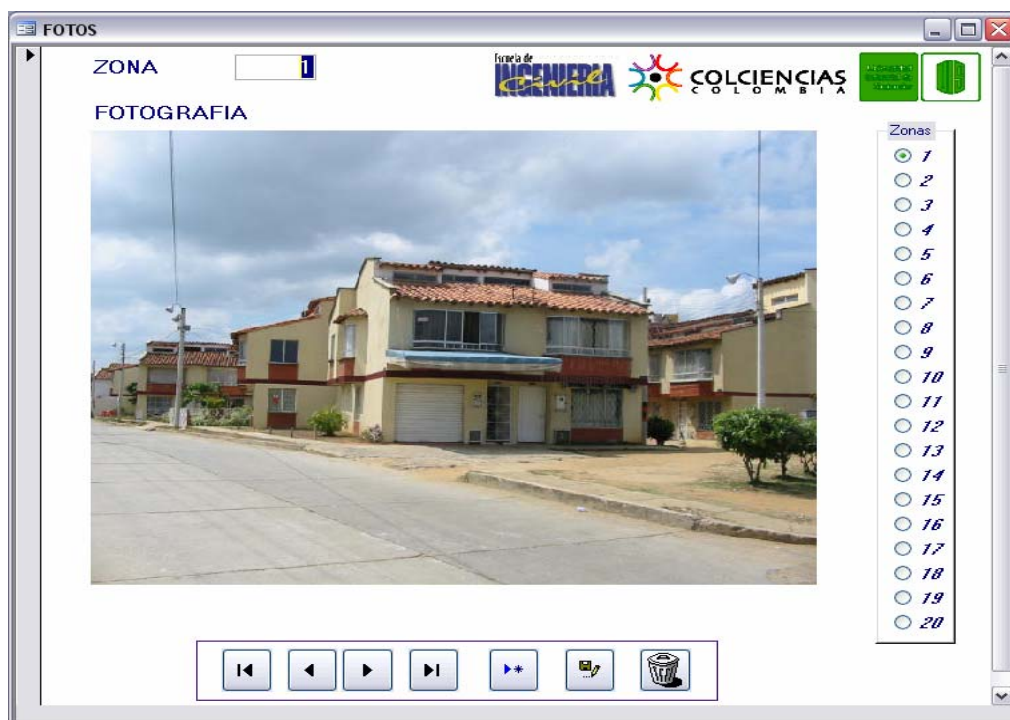 FOTOS
ZONA 1
Escuela de
INGENIERIA
Civil
COLCIENCIAS
COLOMBIA
FOTOGRAFIA
Zonas
1
2
3
4
5
6
7
8
9
10
11
12
13
14
15
16
17
18
19
20